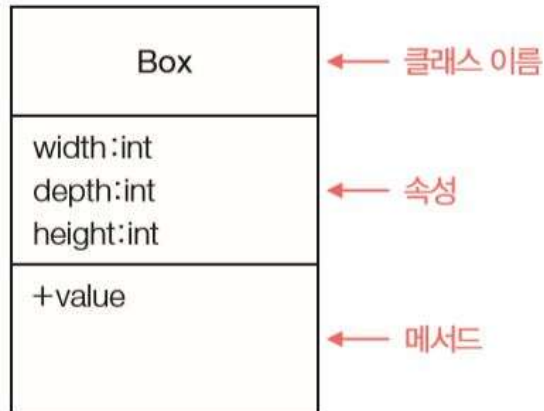 Box
클래스 이름
width:int
depth:int
height:int
속성
+value
메서드